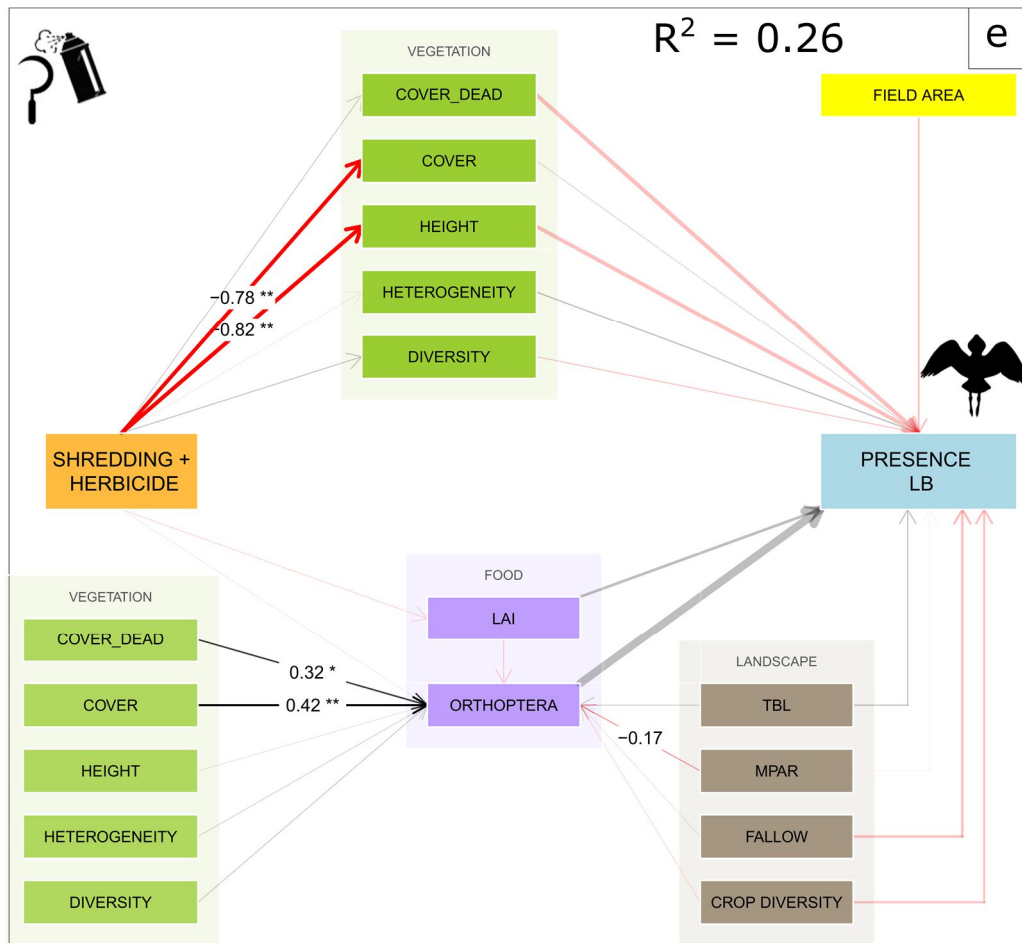 R² = 0.26
e
VEGETATION
COVER_DEAD
COVER
HEIGHT
HETEROGENEITY
DIVERSITY
FIELD AREA
−0.78 **
−0.82 **
SHREDDING +
HERBICIDE
PRESENCE
LB
VEGETATION
COVER_DEAD
COVER
HEIGHT
HETEROGENEITY
DIVERSITY
0.32 *
0.42 **
FOOD
LAI
ORTHOPTERA
−0.17
LANDSCAPE
TBL
MPAR
FALLOW
CROP DIVERSITY